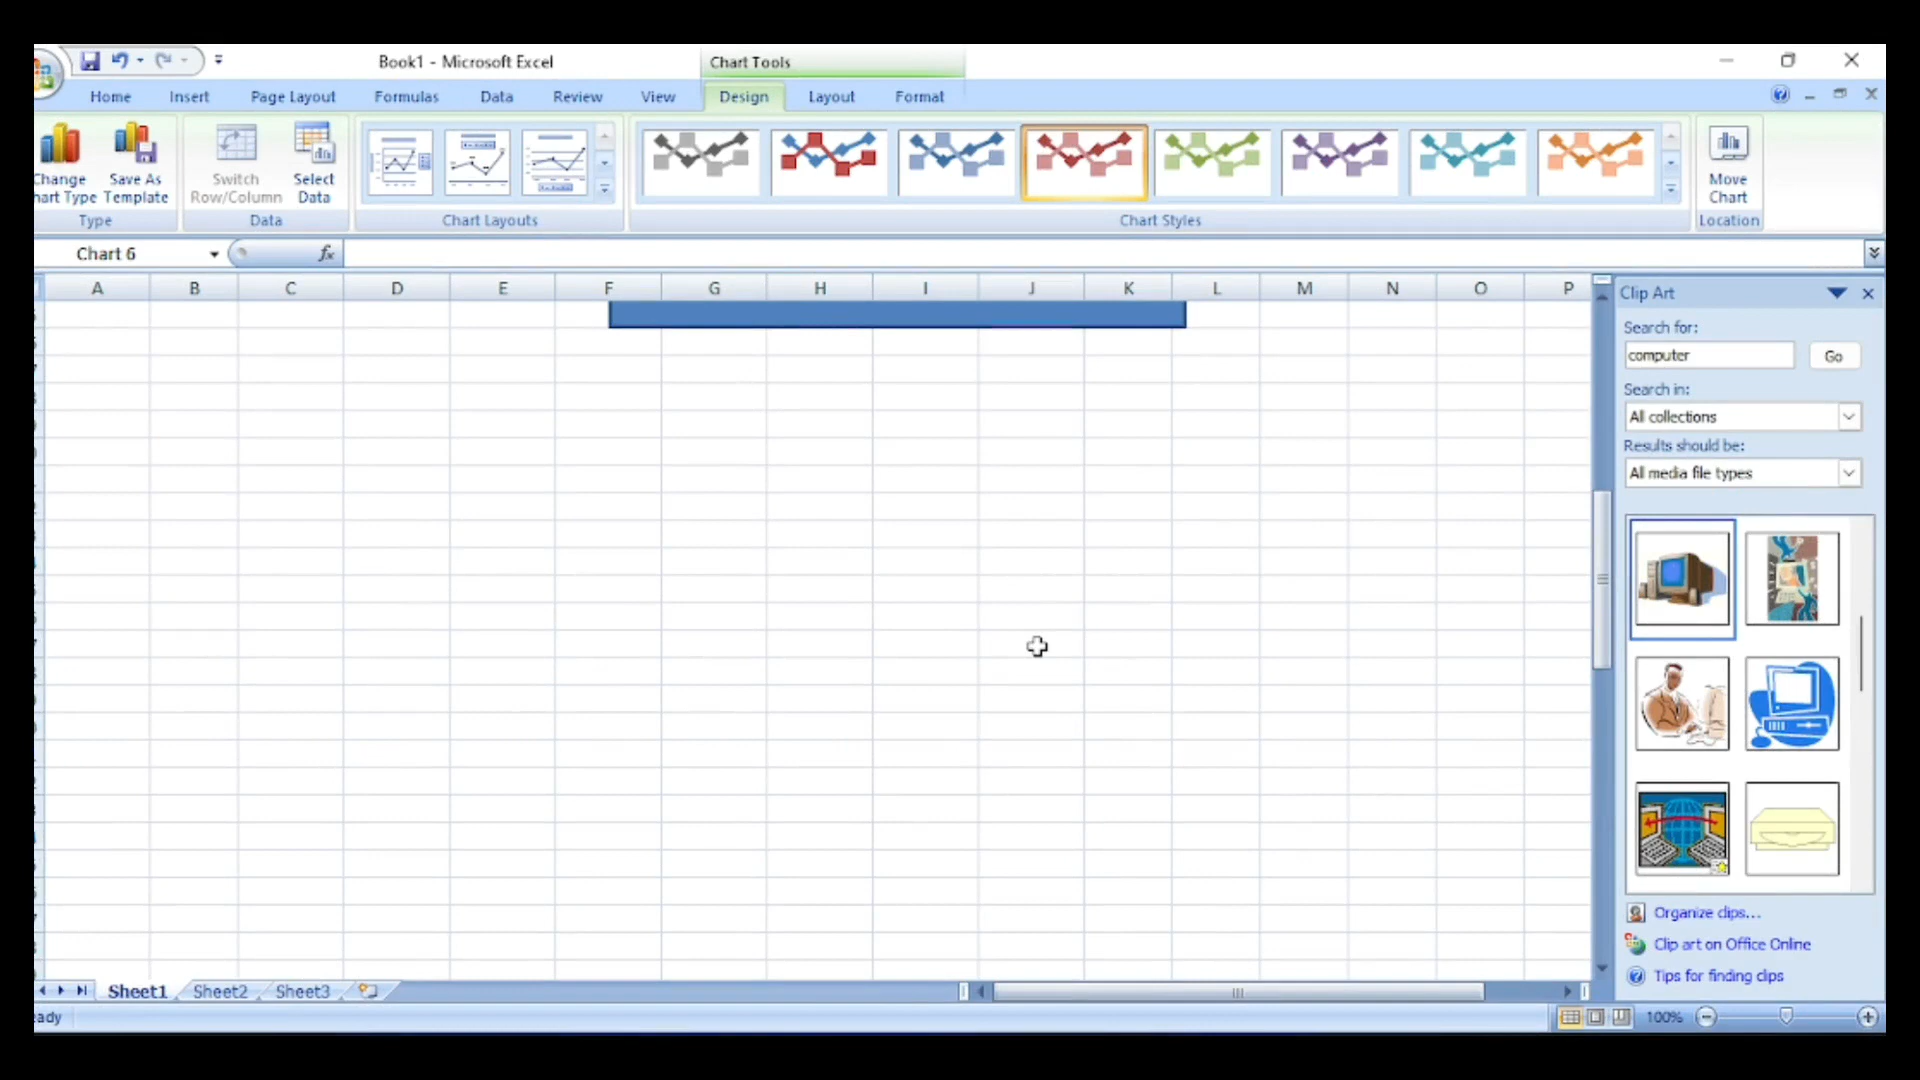 Book1 - Microsoft Excel
Chart Tools
Home Insert Page Layout Formulas Data Review View Design Layout Format
Change
hart Type
Save As
Template
Switch
Row/Column
Select
Data
Move
Chart
Type Data Chart Layouts Chart Styles Location
Chart 6
fx
A B C D E F G H I J K L M N O P
Clip Art
Search for:
computer
Go
Search in:
All collections
Results should be:
All media file types
Organize clips...
Clip art on Office Online
Tips for finding clips
Sheet1 Sheet2 Sheet3
eady
100%